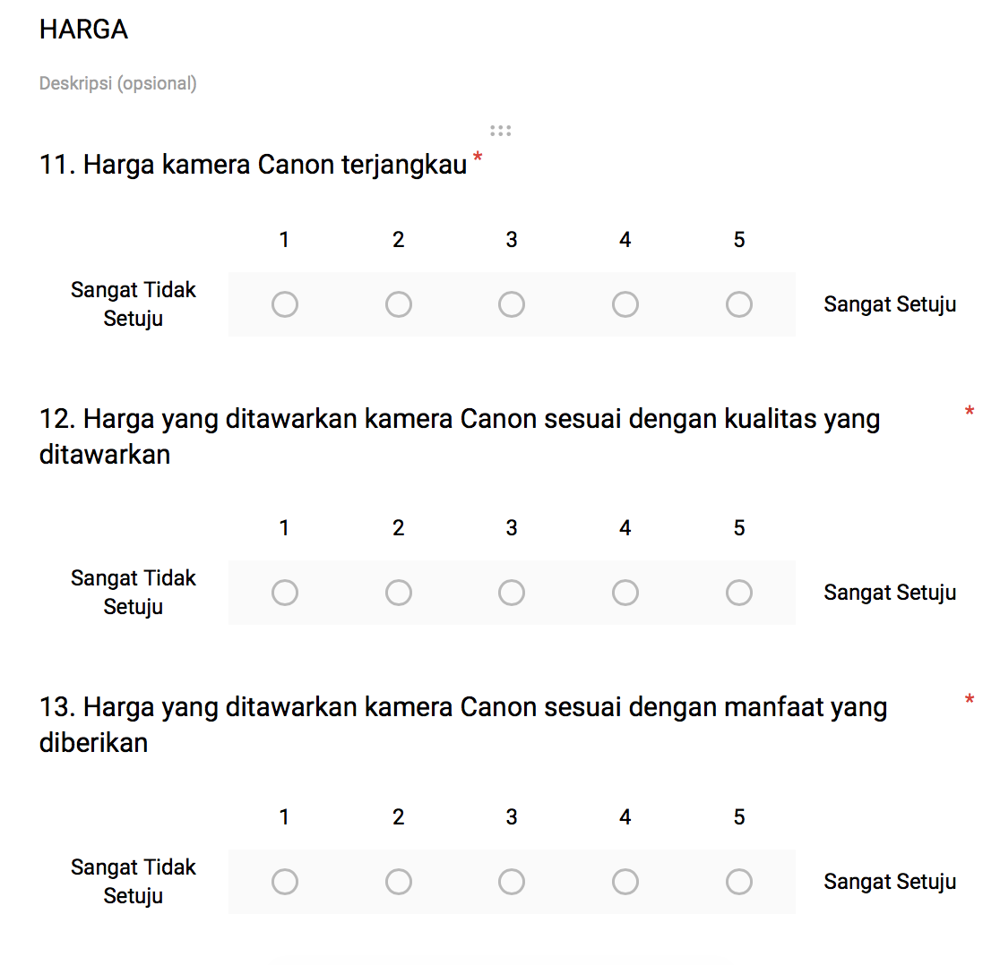 HARGA
Deskripsi (opsional)
11. Harga kamera Canon terjangkau *
1 2 3 4 5
Sangat Tidak
Setuju
Sangat Setuju
12. Harga yang ditawarkan kamera Canon sesuai dengan kualitas yang *
ditawarkan
1 2 3 4 5
Sangat Tidak
Setuju
Sangat Setuju
13. Harga yang ditawarkan kamera Canon sesuai dengan manfaat yang *
diberikan
1 2 3 4 5
Sangat Tidak
Setuju
Sangat Setuju